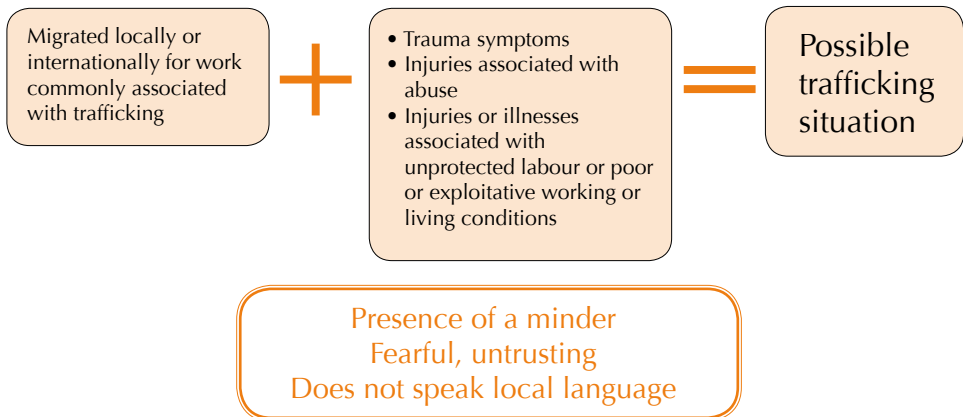 Migrated locally or
internationally for work
commonly associated
with trafficking
+
• Trauma symptoms
• Injuries associated with
abuse
• Injuries or illnesses
associated with
unprotected labour or poor
or exploitative working or
living conditions
=
Possible
trafficking
situation
Presence of a minder
Fearful, untrusting
Does not speak local language